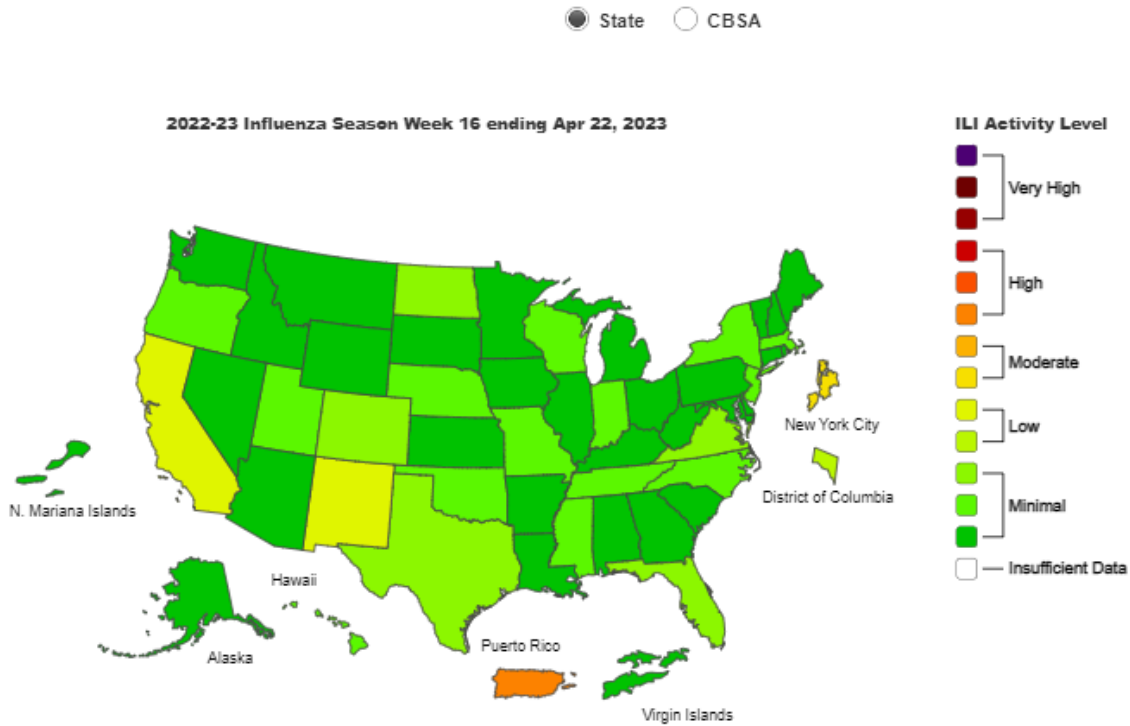 State CBSA
2022-23 Influenza Season Week 16 ending Apr 22, 2023
ILI Activity Level
Very High
High
Moderate
Low
Minimal
Insufficient Data
New York City
District of Columbia
N. Mariana Islands
Hawaii
Alaska
Puerto Rico
Virgin Islands